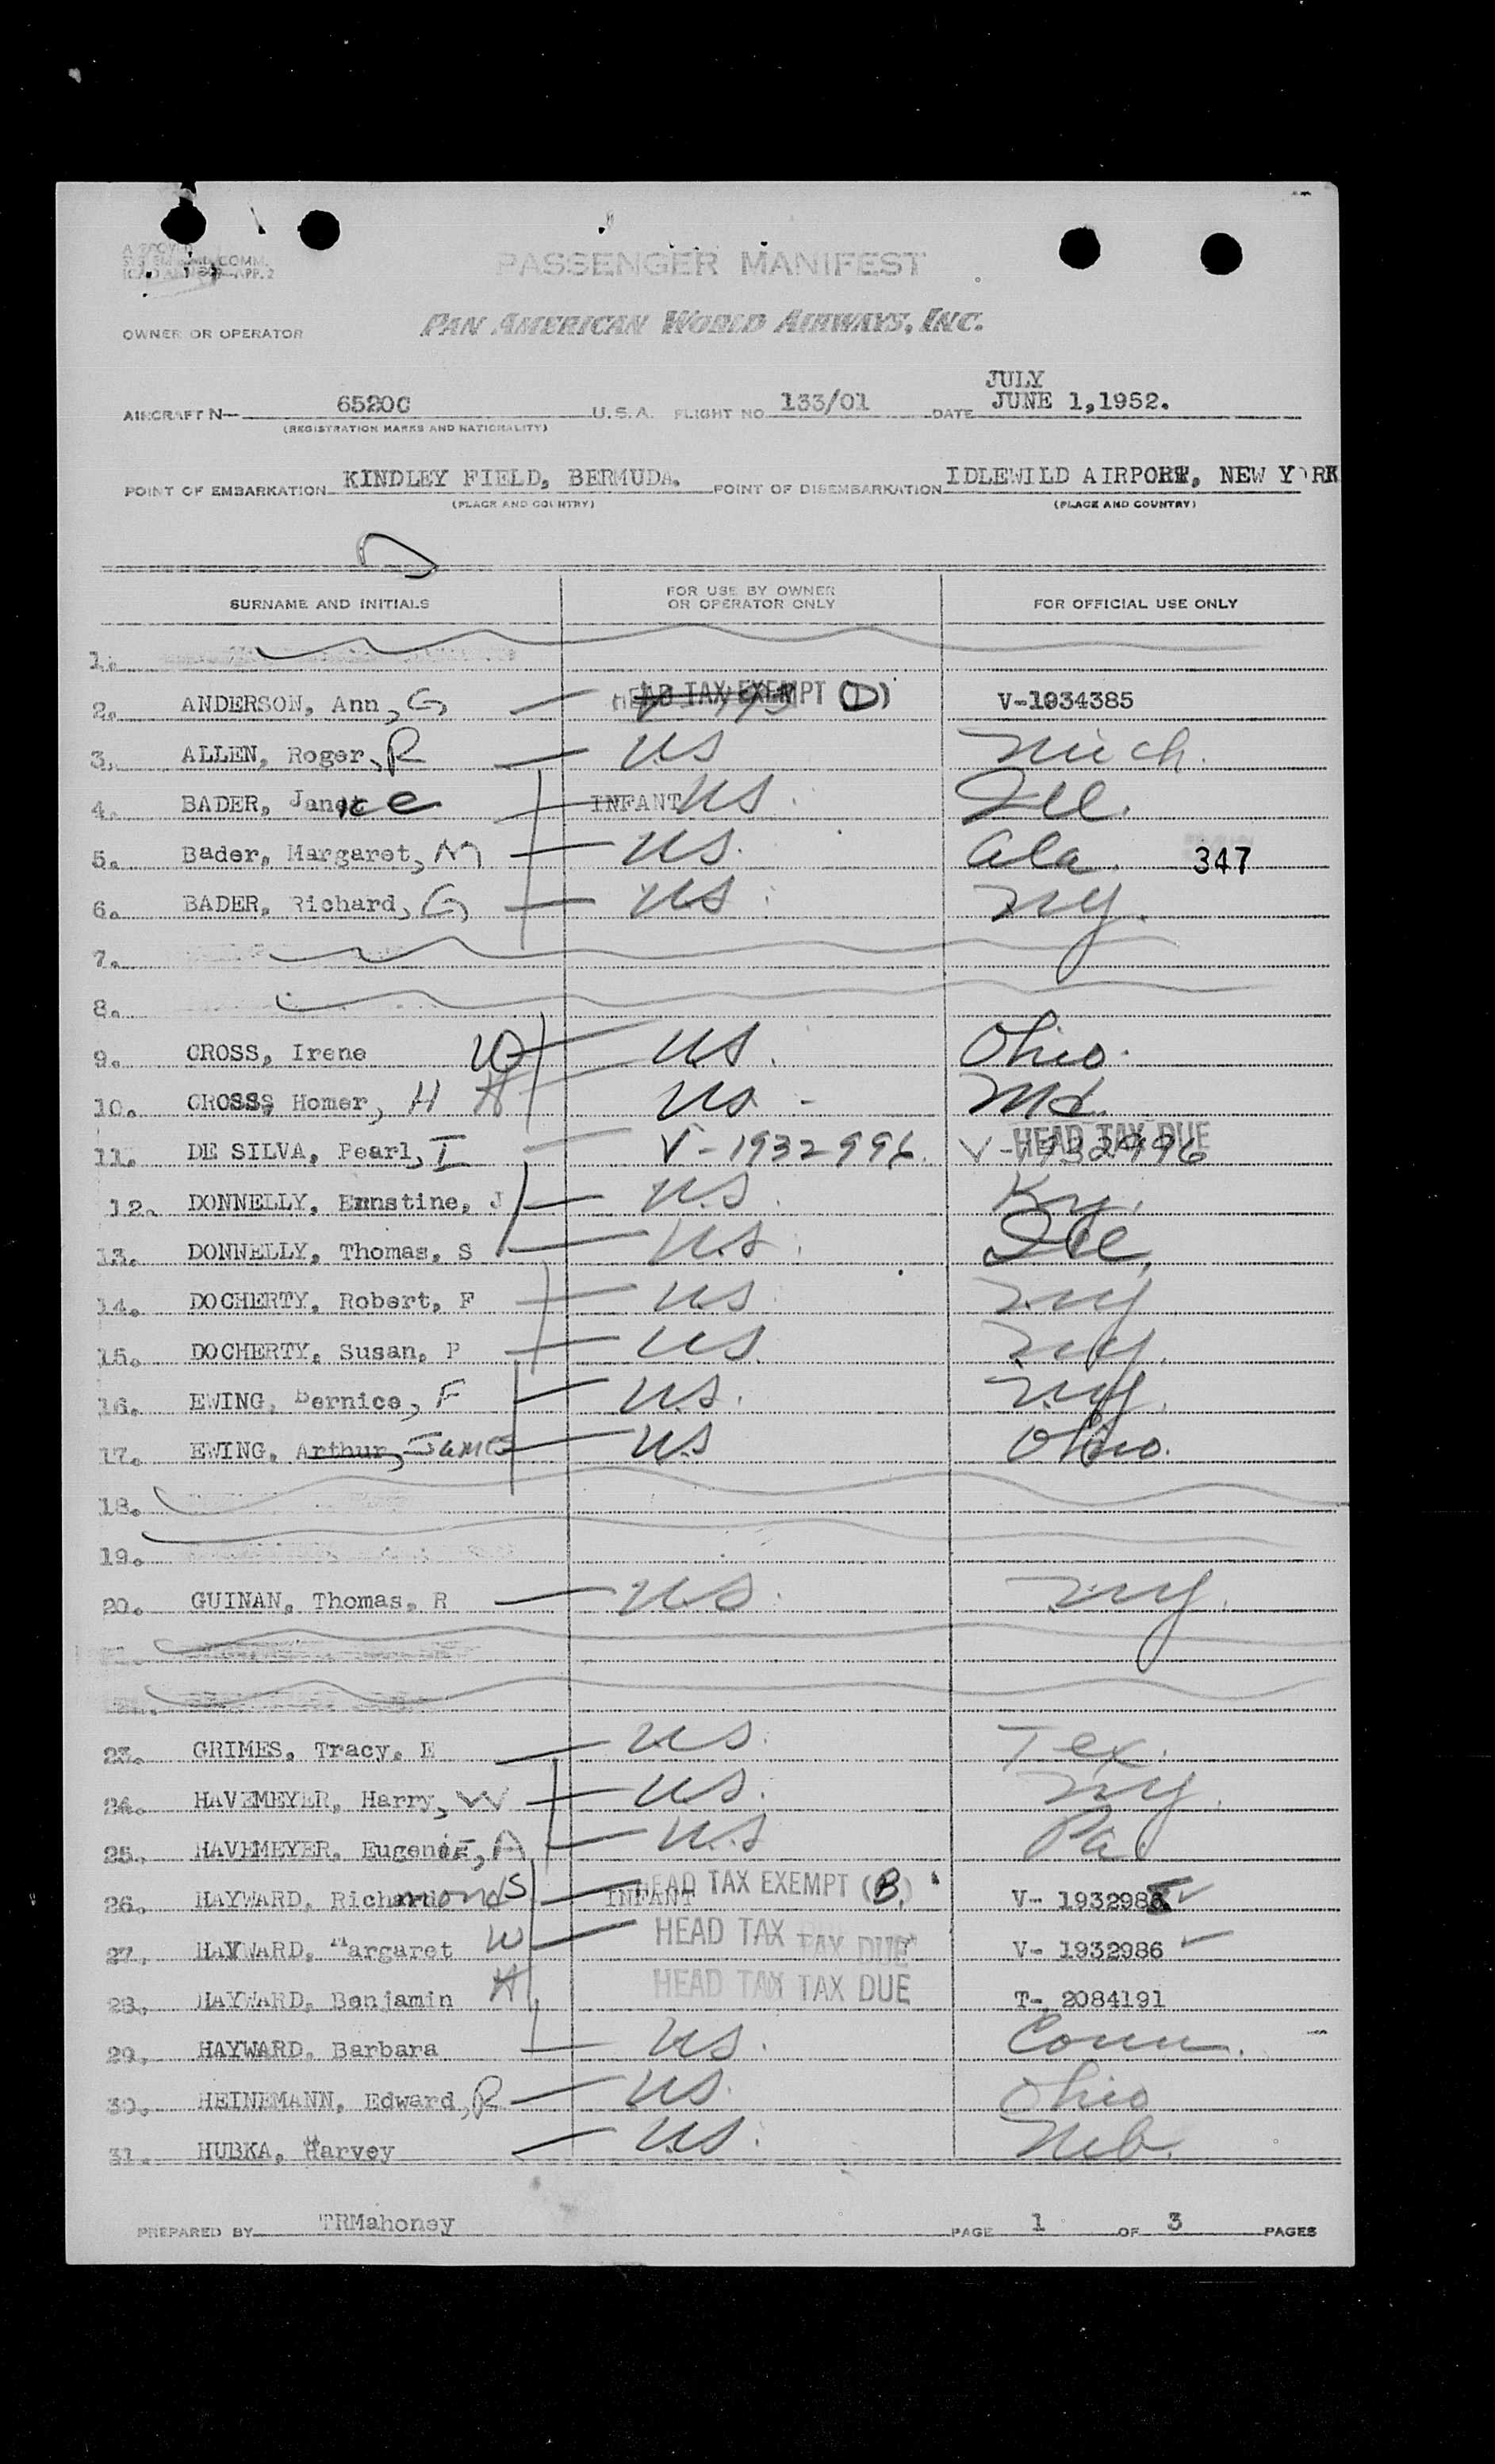 PASSENGER MANIFEST
OWNER OR OPERATOR PAN AMERICAN WORLD AIRWAYS, INC.
JULY
AIRCRAFT N— 6520C U.S.A. FLIGHT NO 133/01 DATE JUNE 1,1952.
(REGISTRATION MARKS AND NATIONALITY)
POINT OF EMBARKATION KINDLEY FIELD, BERMUDA. POINT OF DISEMBARKATION IDLEWILD AIRPORT, NEW YORK
(PLACE AND COUNTRY) (PLACE AND COUNTRY)
SURNAME AND INITIALS FOR USE BY OWNER OR OPERATOR ONLY FOR OFFICIAL USE ONLY
1.
2. ANDERSON, Ann, G HEAD TAX EXEMPT (D) V-1934385
3. ALLEN, Roger, R US Mich.
4. BADER, Janice INFANT US. Ill.
5. Bader, Margaret, M US. Ala. 347
6. BADER, Richard, G US NY.
7.
8.
9. CROSS, Irene W US. Ohio.
10. CROSS, Homer, H H US - Md.
11. DE SILVA, Pearl, I V-1932996. V-1932996 HEAD TAX DUE
12. DONNELLY, Ernstine, J U.S. Ky.
13. DONNELLY, Thomas, S U.S. Ill.
14. DOCHERTY, Robert, F US NY
15. DOCHERTY, Susan, P US. NY.
16. EWING, Bernice, F U.S. NY.
17. EWING, Arthur, James U.S Ohio.
18.
19.
20. GUINAN, Thomas, R US NY.
23. GRIMES, Tracy, E US. Tex.
24. HAVEMEYER, Harry, W US. NY.
25. HAVEMEYER, Eugenie, A U.S Pa.
26. HAYWARD, Richmond S INFANT HEAD TAX EXEMPT (B.) V- 193298
27. HAYWARD, Margaret W HEAD TAX TAX DUE V- 1932986
28. HAYWARD, Benjamin H HEAD TAX TAX DUE T- 2084191
29. HAYWARD, Barbara US. Conn.
30. HEINEMANN, Edward, R US. Ohio
31. HUBKA, Harvey US. Neb.
PREPARED BY TRMahoney PAGE 1 OF 3 PAGES